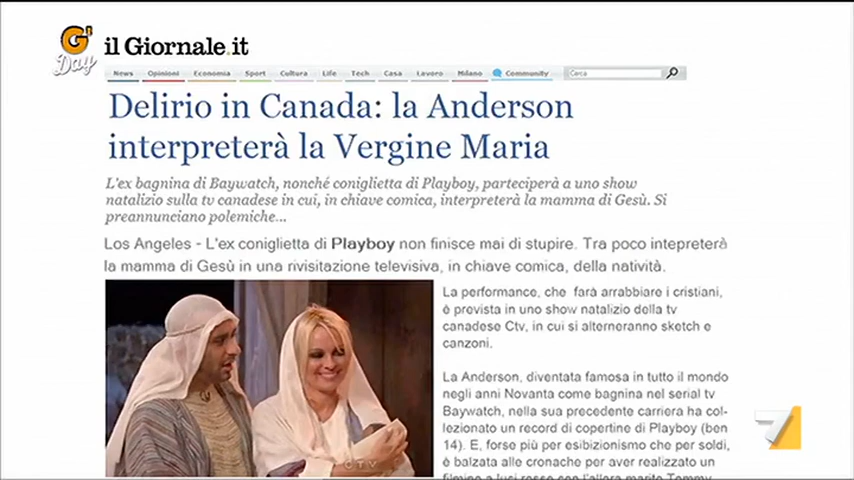 G'
Day
il Giornale.it
News Opinioni Economia Sport Cultura Life Tech Casa Lavoro Milano Community Cerca
Delirio in Canada: la Anderson
interpreterà la Vergine Maria
L'ex bagnina di Baywatch, nonché coniglietta di Playboy, parteciperà a uno show
natalizio sulla tv canadese in cui, in chiave comica, interpreterà la mamma di Gesù. Si
preannunciano polemiche...
Los Angeles - L'ex coniglietta di Playboy non finisce mai di stupire. Tra poco intepreterà
la mamma di Gesù in una rivisitazione televisiva, in chiave comica, della natività.
La performance, che farà arrabbiare i cristiani,
è prevista in uno show natalizio della tv
canadese Ctv, in cui si alterneranno sketch e
canzoni.
La Anderson, diventata famosa in tutto il mondo
negli anni Novanta come bagnina nel serial tv
Baywatch, nella sua precedente carriera ha col-
lezionato un record di copertine di Playboy (ben
14). E, forse più per esibizionismo che per soldi,
è balzata alle cronache per aver realizzato un
filmino a luci rosse con l'allora marito Tommy
CTV
7